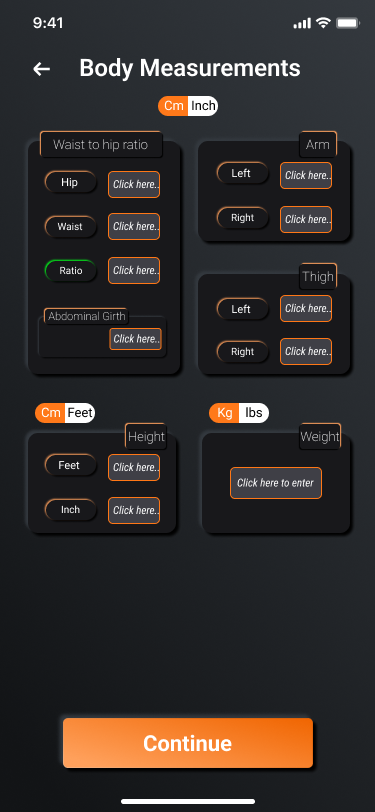 9:41
Body Measurements
Cm Inch
Waist to hip ratio
Hip Click here..
Waist Click here..
Ratio Click here..
Abdominal Girth
Click here..
Arm
Left Click here..
Right Click here..
Thigh
Left Click here..
Right Click here..
Cm Feet
Height
Feet Click here..
Inch Click here..
Kg lbs
Weight
Click here to enter
Continue